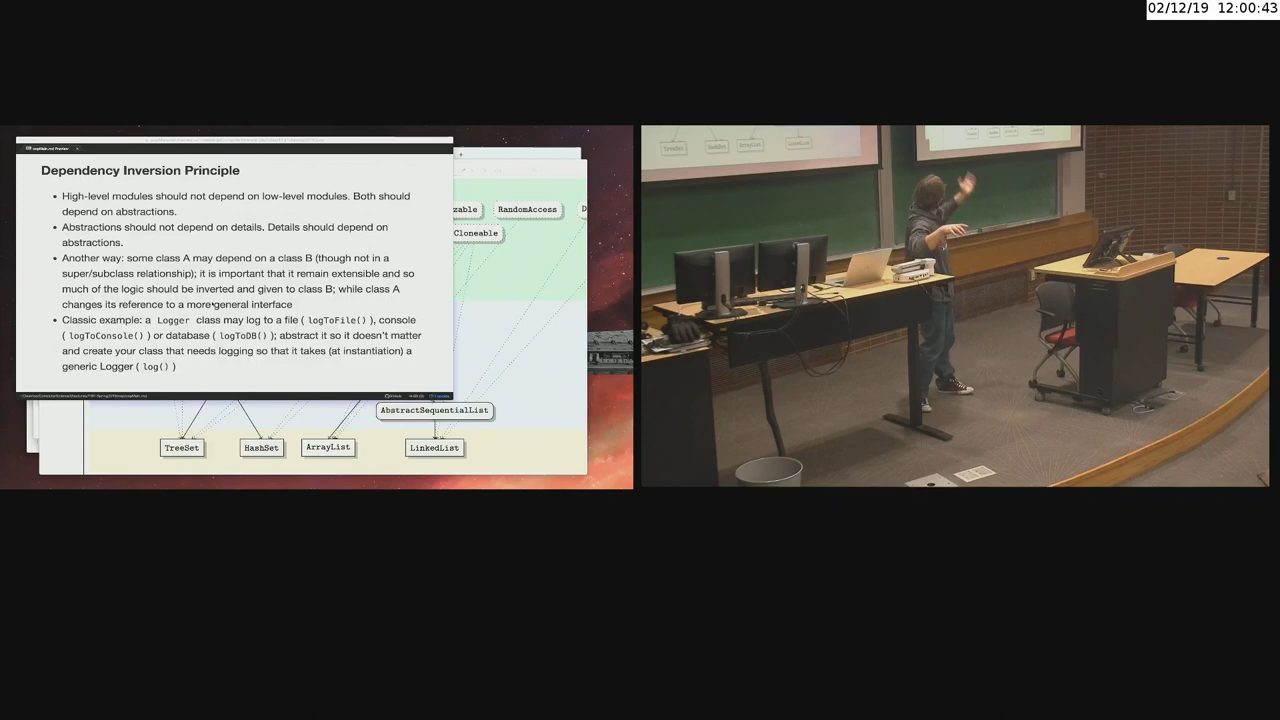 02/12/19 12:00:43
Dependency Inversion Principle
High-level modules should not depend on low-level modules. Both should
depend on abstractions.
Abstractions should not depend on details. Details should depend on
abstractions.
Another way: some class A may depend on a class B (though not in a
super/subclass relationship); it is important that it remain extensible and so
much of the logic should be inverted and given to class B; while class A
changes its reference to a more general interface
Classic example: a Logger class may log to a file ( logToFile() ), console
( logToConsole() ) or database ( logToDB() ); abstract it so it doesn't matter
and create your class that needs logging so that it takes (at instantiation) a
generic Logger ( log() )
zable
RandomAccess
D
Cloneable
AbstractSequentialList
TreeSet
HashSet
ArrayList
LinkedList
TreeSet
HashSet
ArrayList
LinkedList